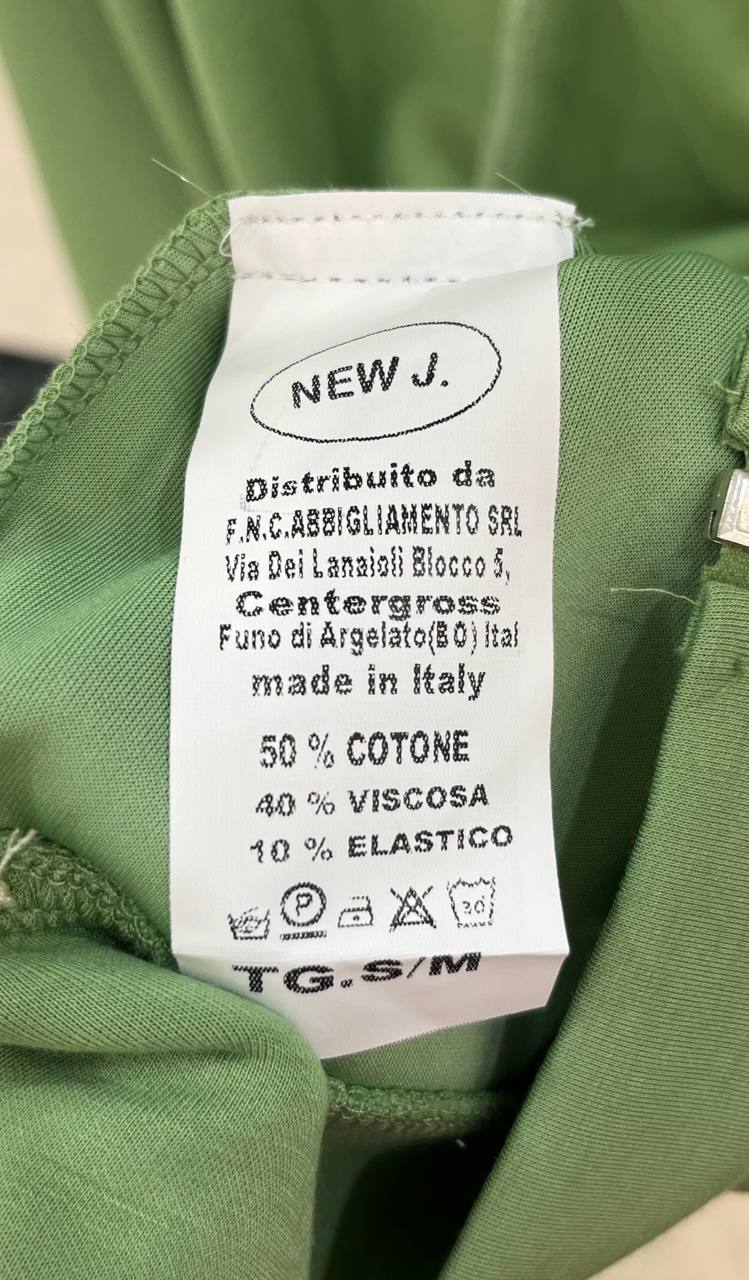 NEW J.
Distribuito da
F.N.C.ABBIGLIAMENTO SRL
Via Dei Lanaioli Blocco 5,
Centergross
Funo di Argelato(BO) Ital
made in Italy
50 % COTONE
40 % VISCOSA
10 % ELASTICO
P 30
TG.S/M